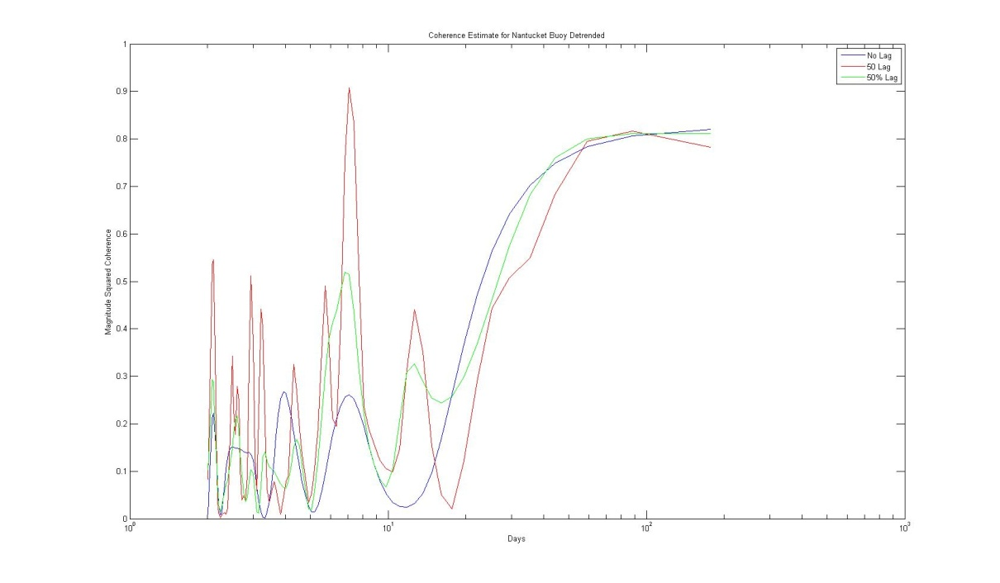 Coherence Estimate for Nantucket Buoy Detrended
No Lag
50 Lag
50% Lag
1
0.9
0.8
0.7
0.6
0.5
0.4
0.3
0.2
0.1
0
Magnitude Squared Coherence
10^0
10^1
10^2
10^3
Days